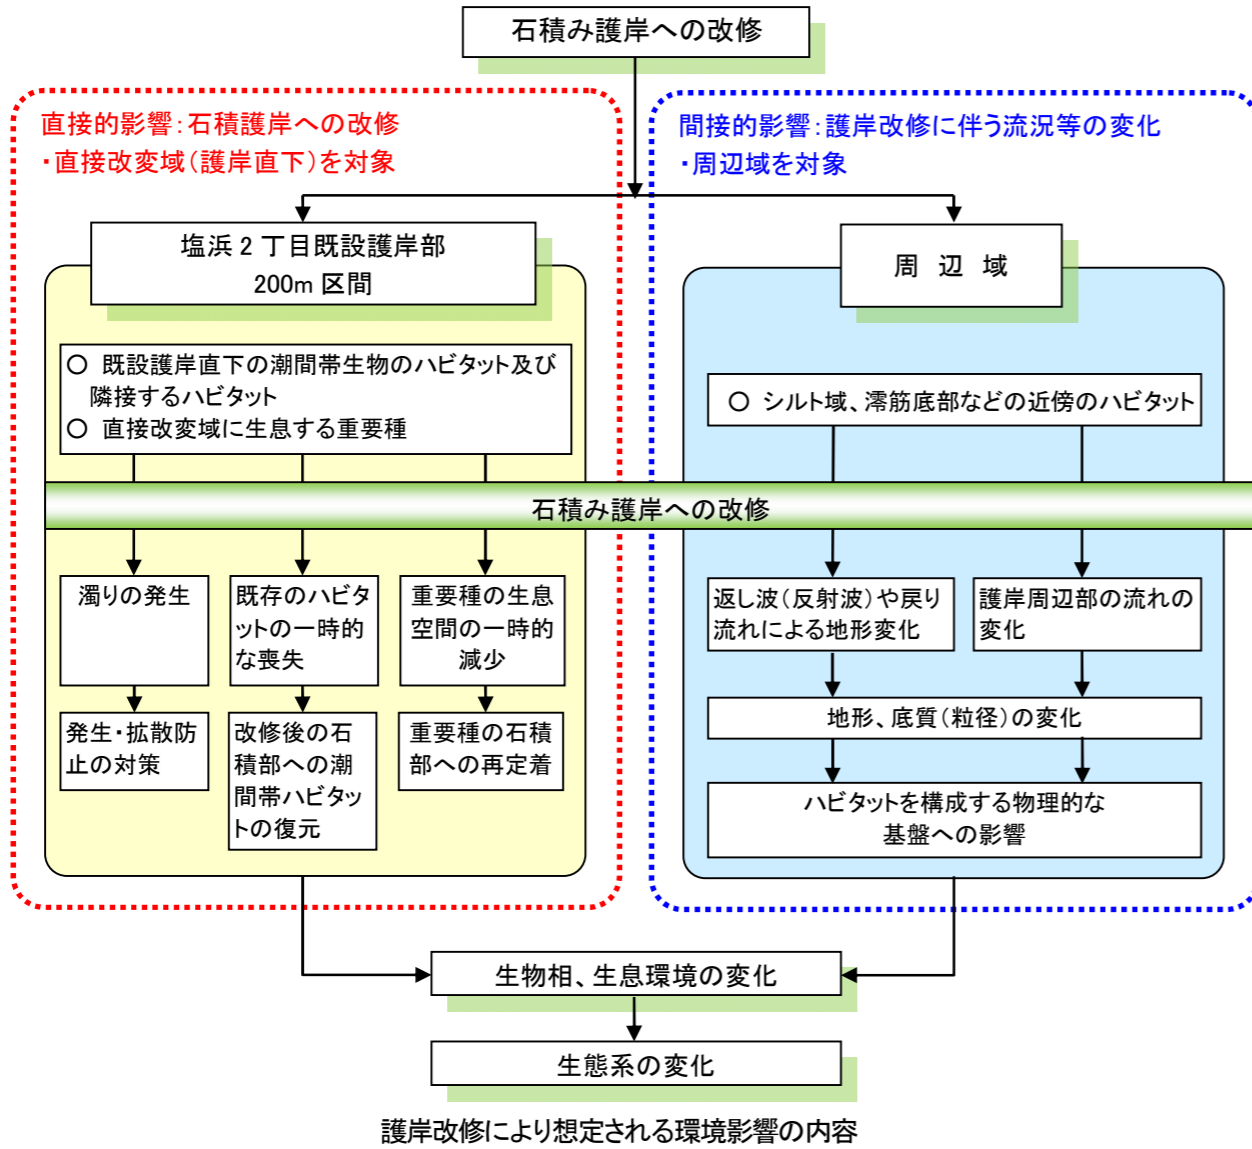 石積み護岸への改修
直接的影響:石積護岸への改修
・直接改変域(護岸直下)を対象
間接的影響:護岸改修に伴う流況等の変化
・周辺域を対象
塩浜２丁目既設護岸部
200m 区間
周 辺 域
○ 既設護岸直下の潮間帯生物のハビタット及び
隣接するハビタット
○ 直接改変域に生息する重要種
○ シルト域、澪筋底部などの近傍のハビタット
石積み護岸への改修
濁りの発生
既存のハビタ
ットの一時的
な喪失
重要種の生息
空間の一時的
減少
返し波(反射波)や戻り
流れによる地形変化
護岸周辺部の流れの
変化
発生・拡散防
止の対策
改修後の石
積部への潮
間帯ハビタッ
トの復元
重要種の石積
部への再定着
地形、底質(粒径)の変化
ハビタットを構成する物理的な
基盤への影響
生物相、生息環境の変化
生態系の変化
護岸改修により想定される環境影響の内容